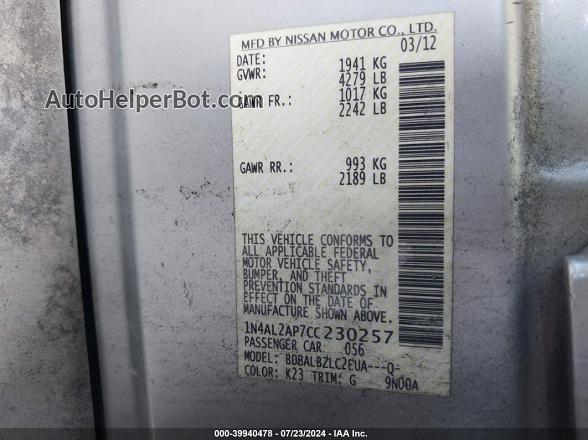 MFD BY NISSAN MOTOR CO., LTD.
DATE: 03/12
GVWR: 1941 KG
4279 LB
GAWR FR.: 1017 KG
2242 LB
AutoHelperBot.com
GAWR RR.: 993 KG
2189 LB
THIS VEHICLE CONFORMS TO
ALL APPLICABLE FEDERAL
MOTOR VEHICLE SAFETY,
BUMPER, AND THEFT
PREVENTION STANDARDS IN
EFFECT ON THE DATE OF
MANUFACTURE SHOWN ABOVE.
1N4AL2AP7CC230257
PASSENGER CAR 056
MODEL: BDBALBZLC2EUA---Q-
COLOR: K23 TRIM: G 9N00A
000-39940478 - 07/23/2024 - IAAI.com